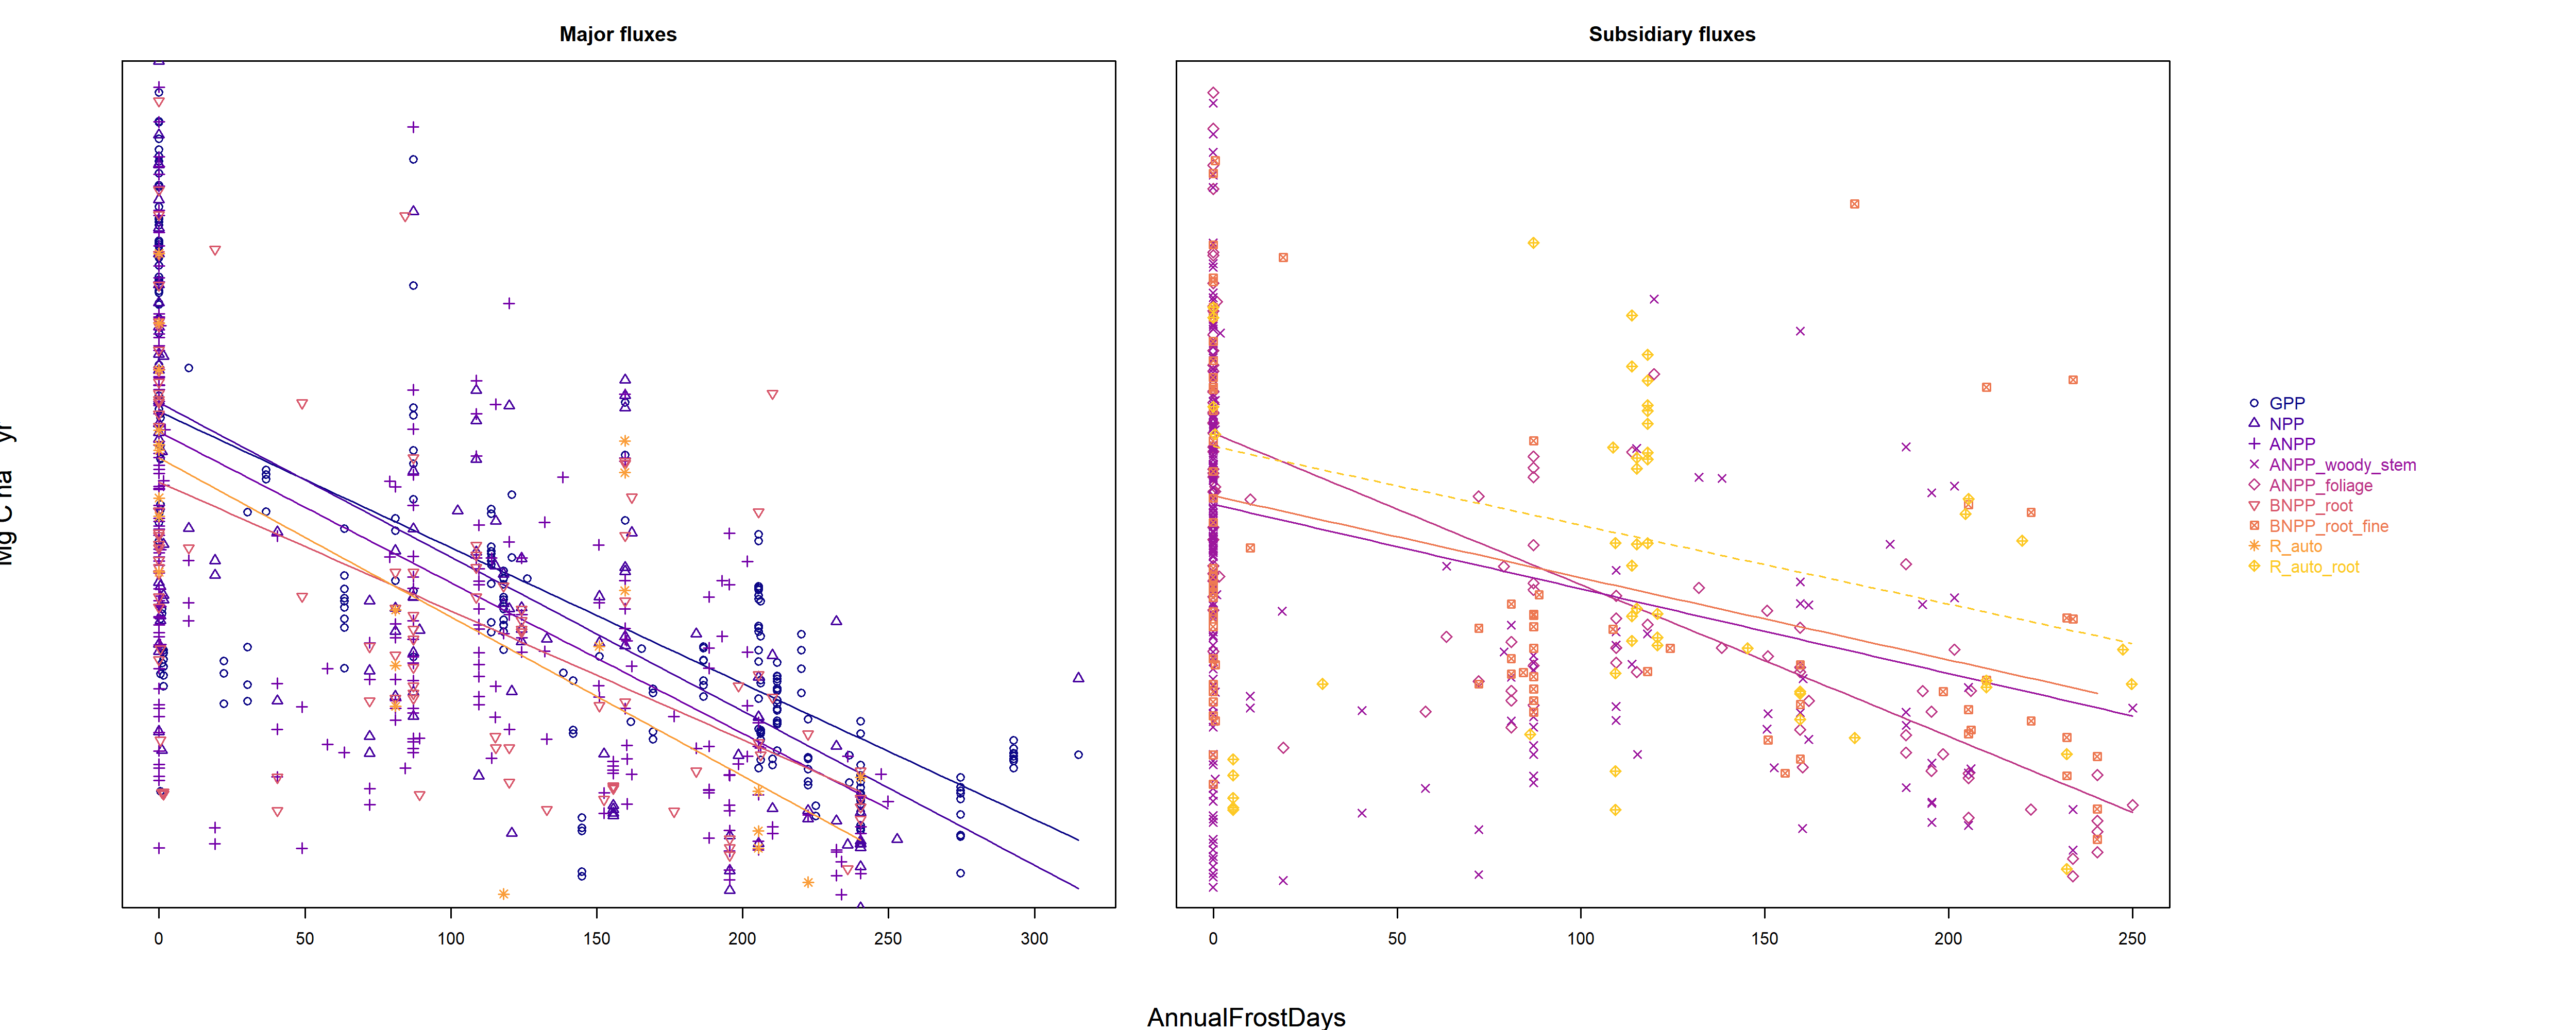 Major fluxes
Subsidiary fluxes
0 50 100 150 200 250 300
0 50 100 150 200 250
AnnualFrostDays
GPP
NPP
ANPP
ANPP_woody_stem
ANPP_foliage
BNPP_root
BNPP_root_fine
R_auto
R_auto_root